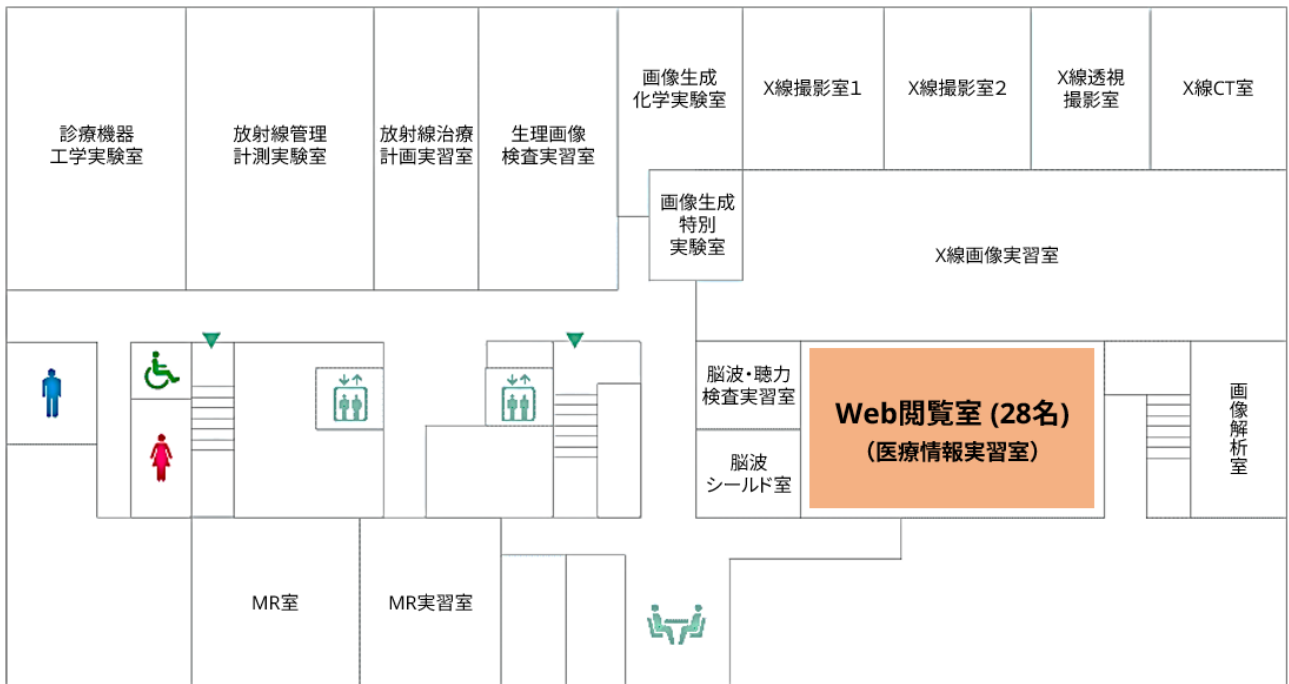 診療機器
工学実験室
放射線管理
計測実験室
放射線治療
計画実習室
生理画像
検査実習室
画像生成
化学実験室
X線撮影室1
X線撮影室2
X線透視
撮影室
X線CT室
画像生成
特別
実験室
X線画像実習室
脳波・聴力
検査実習室
脳波
シールド室
Web閲覧室 (28名)
（医療情報実習室）
画像解析室
MR室
MR実習室